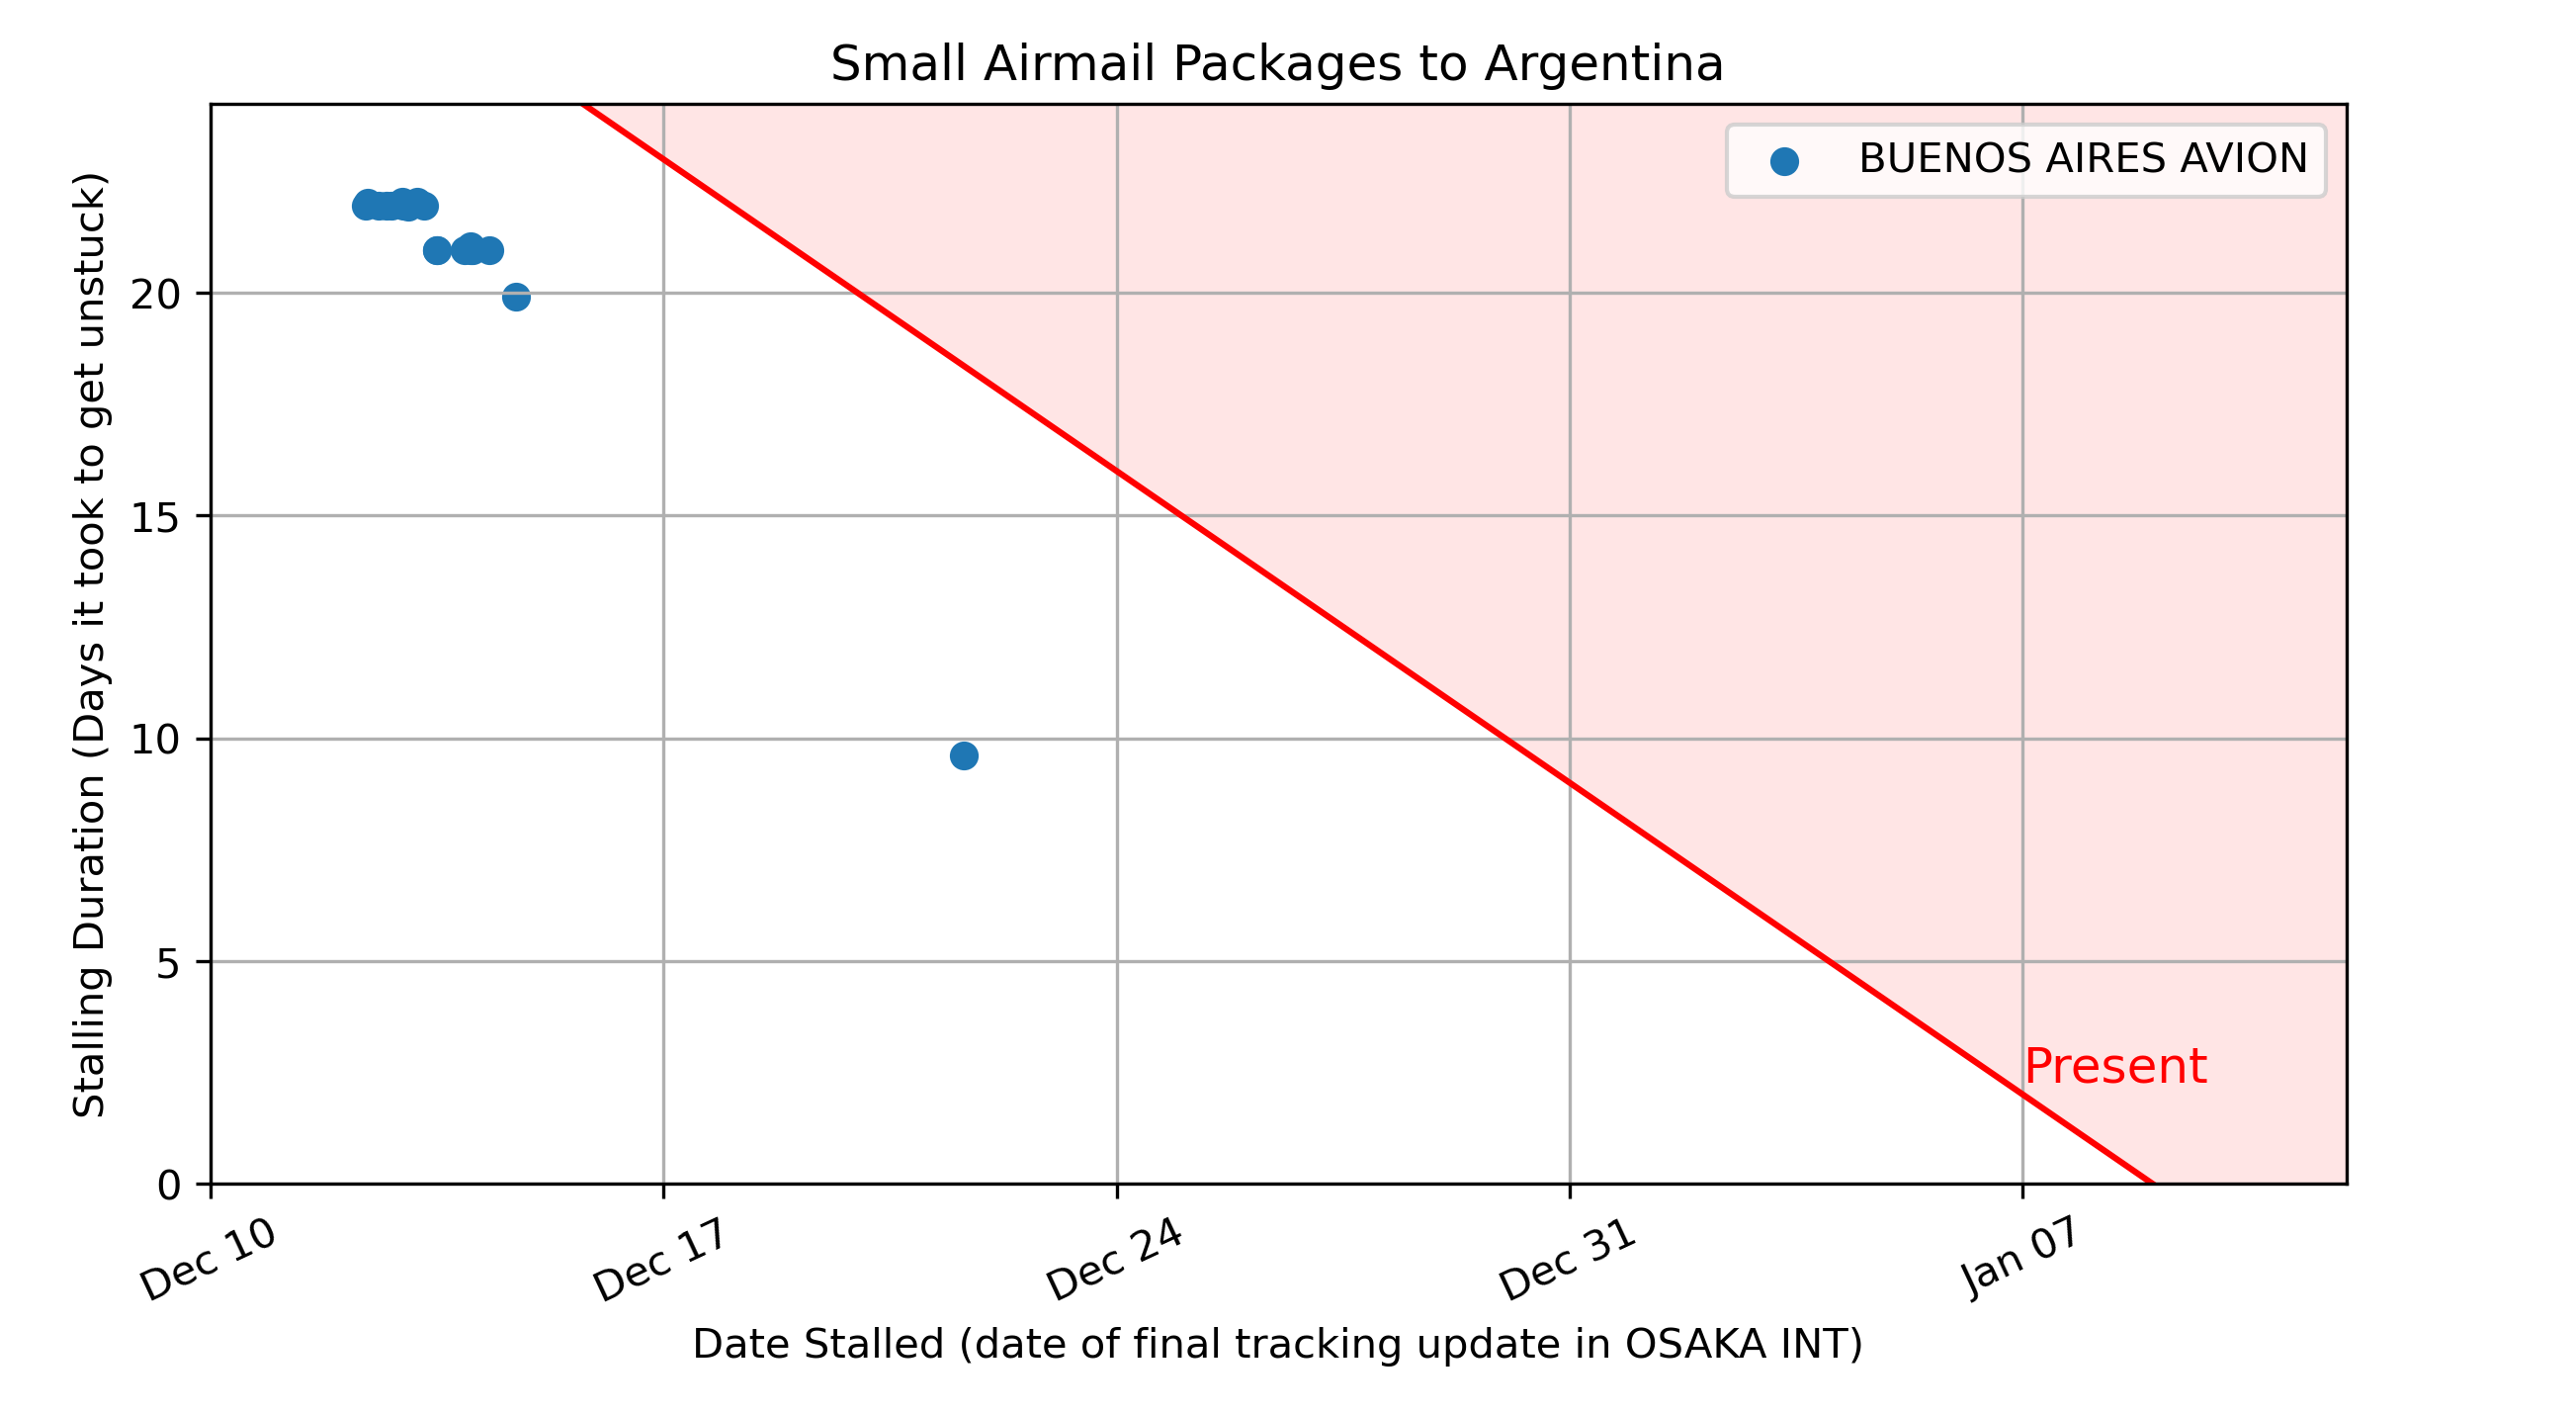 Small Airmail Packages to Argentina
BUENOS AIRES AVION
Stalling Duration (Days it took to get unstuck)
20
15
10
5
0
Present
Dec 10
Dec 17
Dec 24
Dec 31
Jan 07
Date Stalled (date of final tracking update in OSAKA INT)